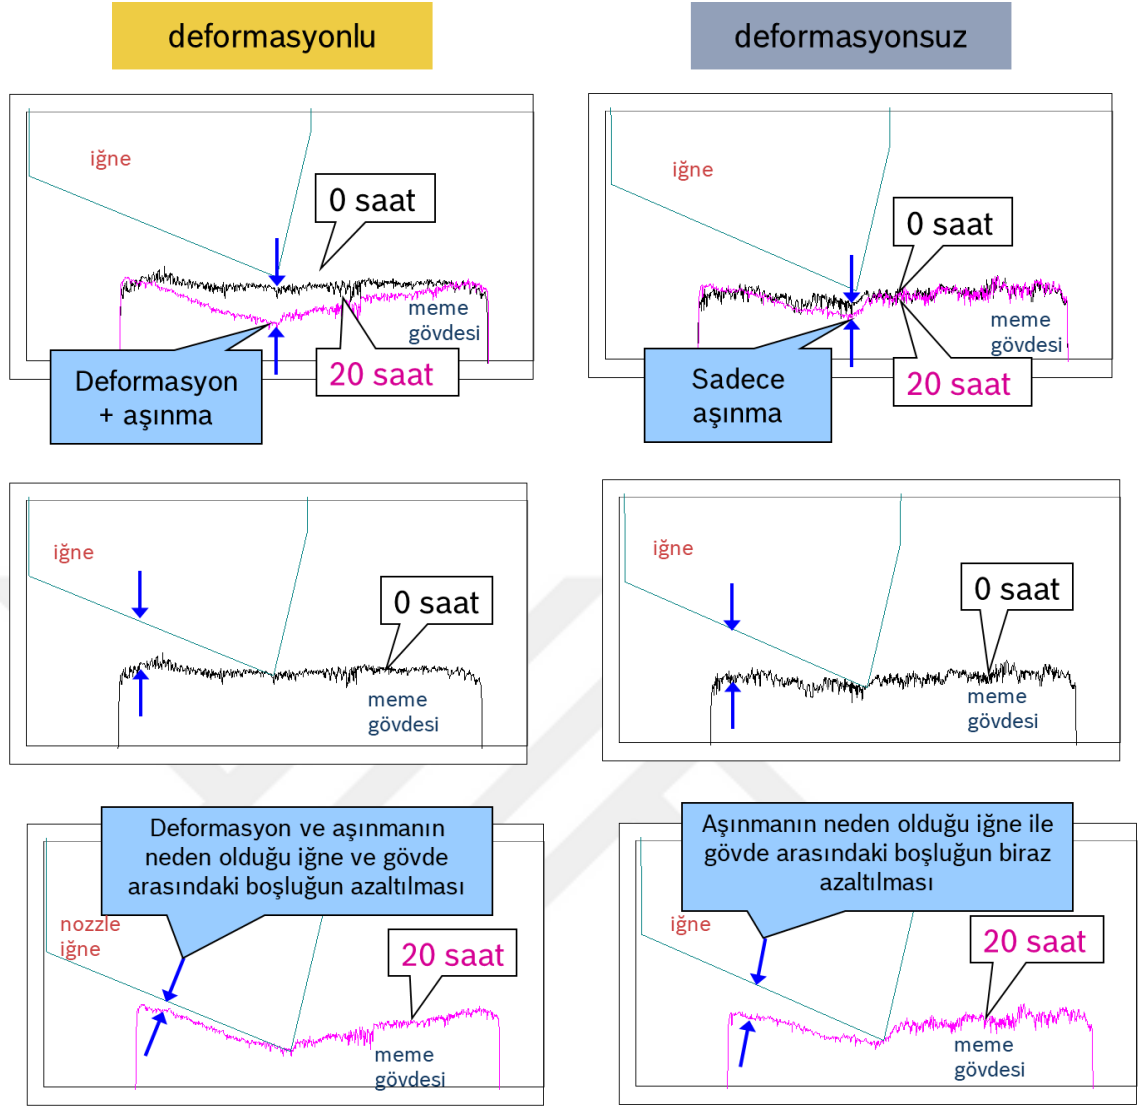 deformasyonlu
deformasyonsuz
iğne
0 saat
meme
gövdesi
20 saat
Deformasyon
+ aşınma
iğne
0 saat
meme
gövdesi
20 saat
Sadece
aşınma
iğne
0 saat
meme
gövdesi
iğne
0 saat
meme
gövdesi
Deformasyon ve aşınmanın
neden olduğu iğne ve gövde
arasındaki boşluğun azaltılması
nozzle
iğne
20 saat
meme
gövdesi
Aşınmanın neden olduğu iğne ile
gövde arasındaki boşluğun biraz
azaltılması
iğne
20 saat
meme
gövdesi